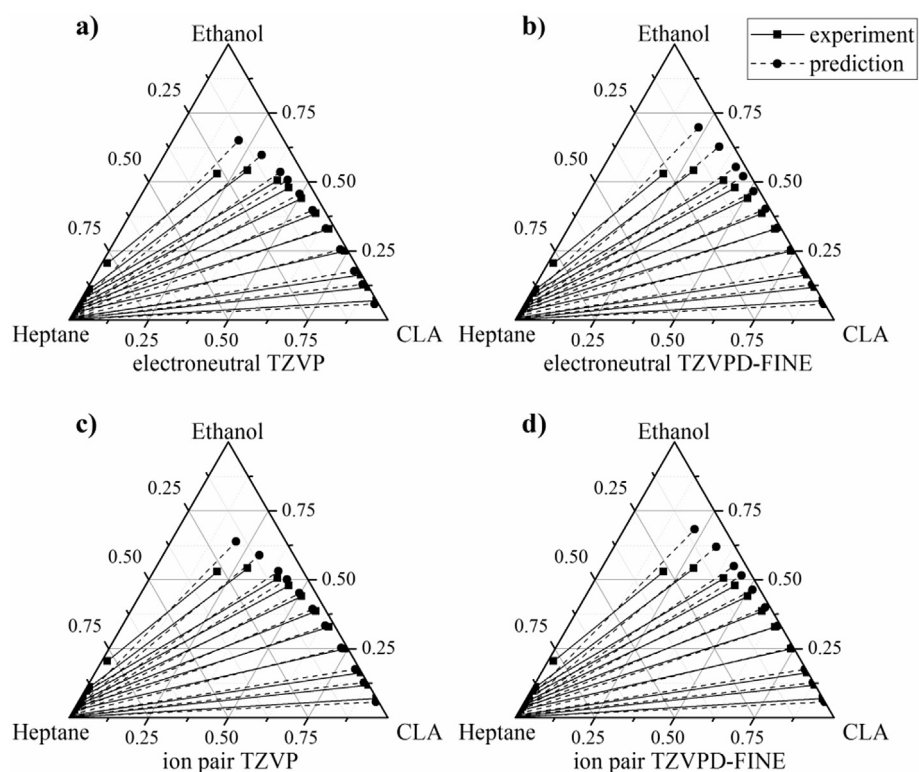 a)
Ethanol
0.25
0.75
0.50
0.50
0.75
0.25
Heptane
CLA
0.25
0.50
0.75
electroneutral TZVP
b)
Ethanol
experiment
prediction
0.25
0.75
0.50
0.50
0.75
0.25
Heptane
CLA
0.25
0.50
0.75
electroneutral TZVPD-FINE
c)
Ethanol
0.25
0.75
0.50
0.50
0.75
0.25
Heptane
CLA
0.25
0.50
0.75
ion pair TZVP
d)
Ethanol
0.25
0.75
0.50
0.50
0.75
0.25
Heptane
CLA
0.25
0.50
0.75
ion pair TZVPD-FINE